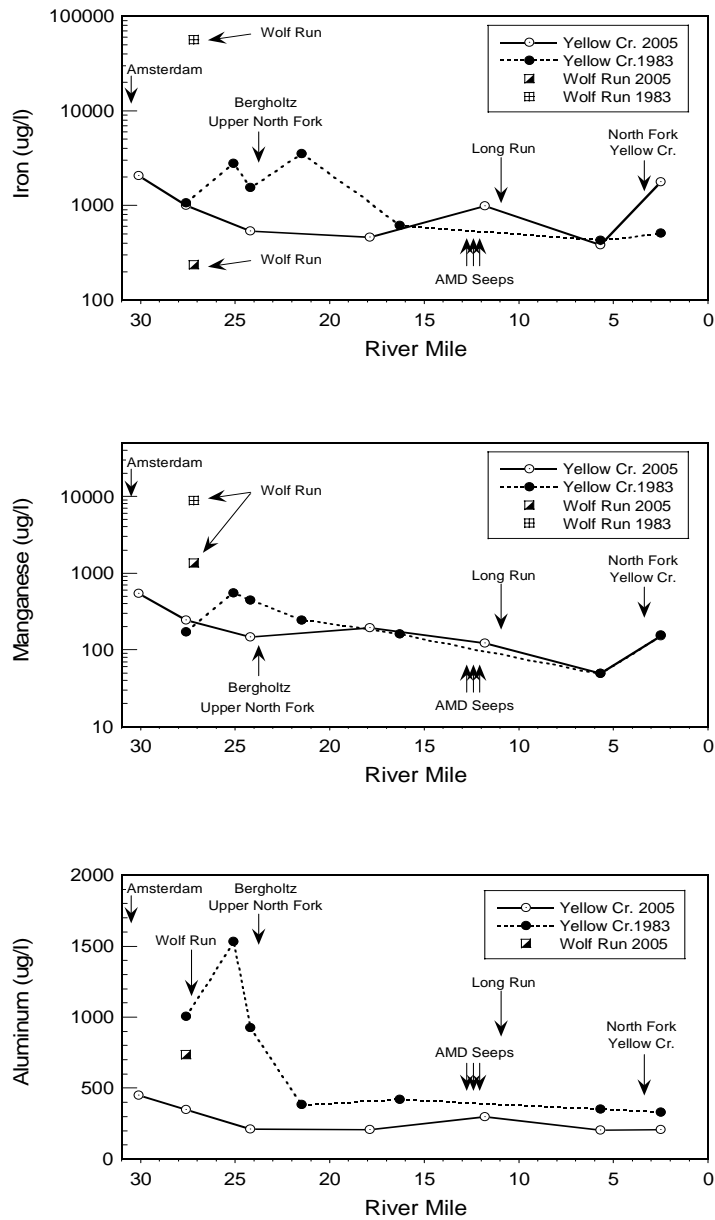 100000
10000
1000
100
Iron (ug/l)
Amsterdam
Wolf Run
Bergholtz
Upper North Fork
Wolf Run
Long Run
AMD Seeps
North Fork
Yellow Cr.
Yellow Cr. 2005
Yellow Cr.1983
Wolf Run 2005
Wolf Run 1983
30 25 20 15 10 5 0
River Mile
10000
1000
100
10
Manganese (ug/l)
Amsterdam
Wolf Run
Bergholtz
Upper North Fork
Long Run
AMD Seeps
North Fork
Yellow Cr.
Yellow Cr. 2005
Yellow Cr.1983
Wolf Run 2005
Wolf Run 1983
30 25 20 15 10 5 0
River Mile
2000
1500
1000
500
0
Aluminum (ug/l)
Amsterdam
Wolf Run
Bergholtz
Upper North Fork
Long Run
AMD Seeps
North Fork
Yellow Cr.
Yellow Cr. 2005
Yellow Cr.1983
Wolf Run 2005
30 25 20 15 10 5 0
River Mile